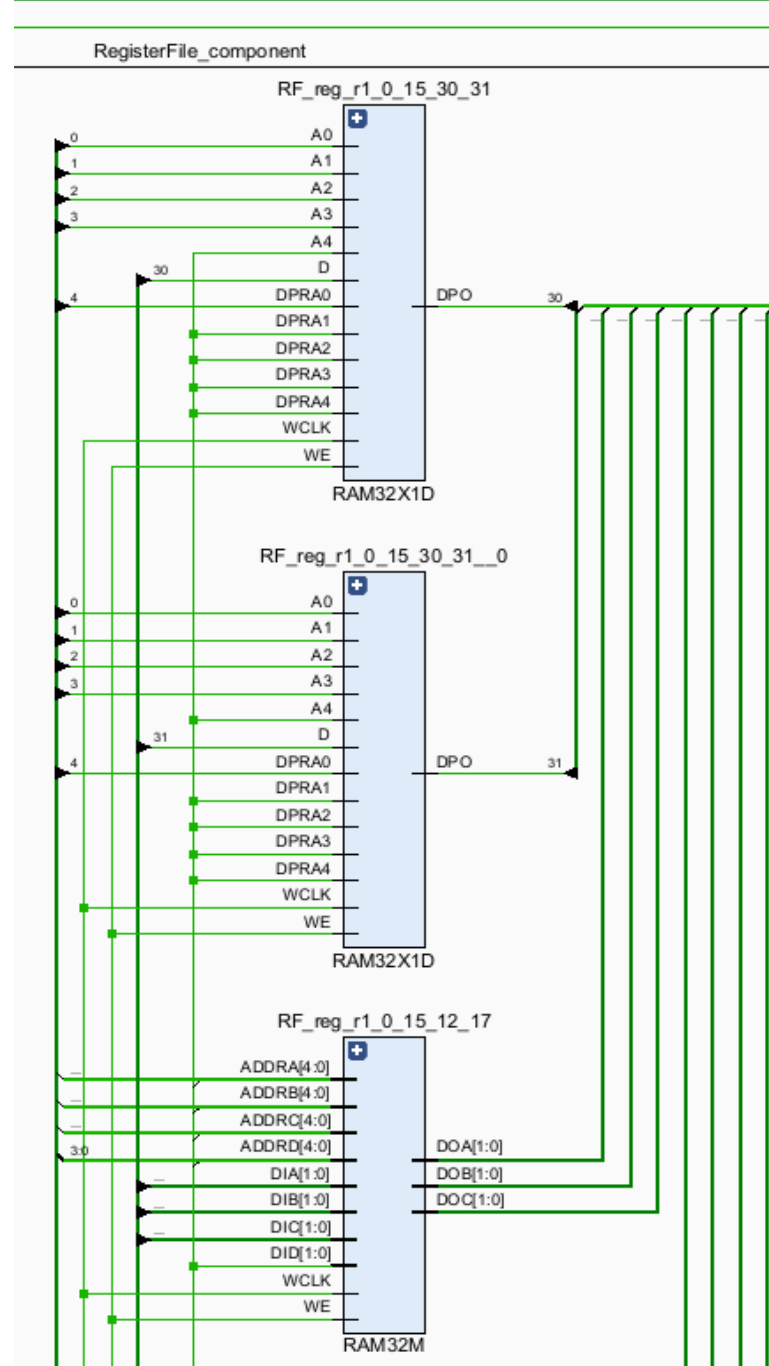 RegisterFile_component
RF_reg_r1_0_15_30_31
0 A0
1 A1
2 A2
3 A3
A4
30 D
4 DPRA0 DPO 30
DPRA1
DPRA2
DPRA3
DPRA4
WCLK
WE
RAM32X1D
RF_reg_r1_0_15_30_31__0
0 A0
1 A1
2 A2
3 A3
A4
31 D
4 DPRA0 DPO 31
DPRA1
DPRA2
DPRA3
DPRA4
WCLK
WE
RAM32X1D
RF_reg_r1_0_15_12_17
ADDRA[4:0]
ADDRB[4:0]
ADDRC[4:0]
3:0 ADDRD[4:0] DOA[1:0]
DIA[1:0] DOB[1:0]
DIB[1:0] DOC[1:0]
DIC[1:0]
DID[1:0]
WCLK
WE
RAM32M